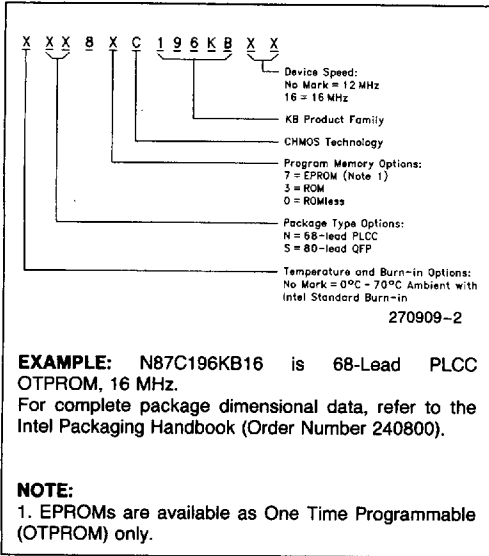 X X X 8 X C 1 9 6 K B X X
Device Speed:
No Mark = 12 MHz
16 = 16 MHz
KB Product Family
CHMOS Technology
Program Memory Options:
7 = EPROM (Note 1)
3 = ROM
0 = ROMless
Package Type Options:
N = 68-lead PLCC
S = 80-lead QFP
Temperature and Burn-in Options:
No Mark = 0°C - 70°C Ambient with
Intel Standard Burn-in
270909-2
EXAMPLE: N87C196KB16 is 68-Lead PLCC
OTPROM, 16 MHz.
For complete package dimensional data, refer to the
Intel Packaging Handbook (Order Number 240800).
NOTE:
1. EPROMs are available as One Time Programmable
(OTPROM) only.